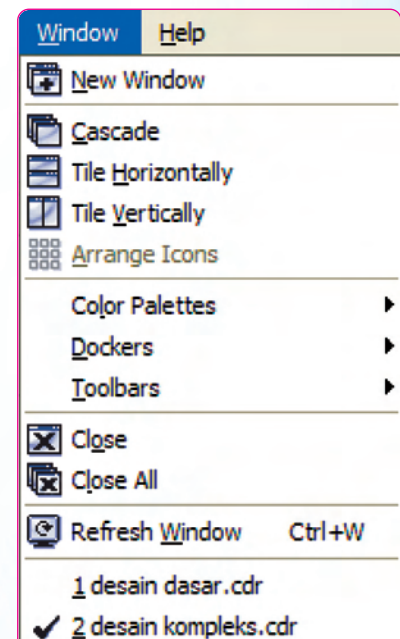 Window Help
New Window
Cascade
Tile Horizontally
Tile Vertically
Arrange Icons
Color Palettes
Dockers
Toolbars
Close
Close All
Refresh Window Ctrl+W
1 desain dasar.cdr
2 desain kompleks.cdr